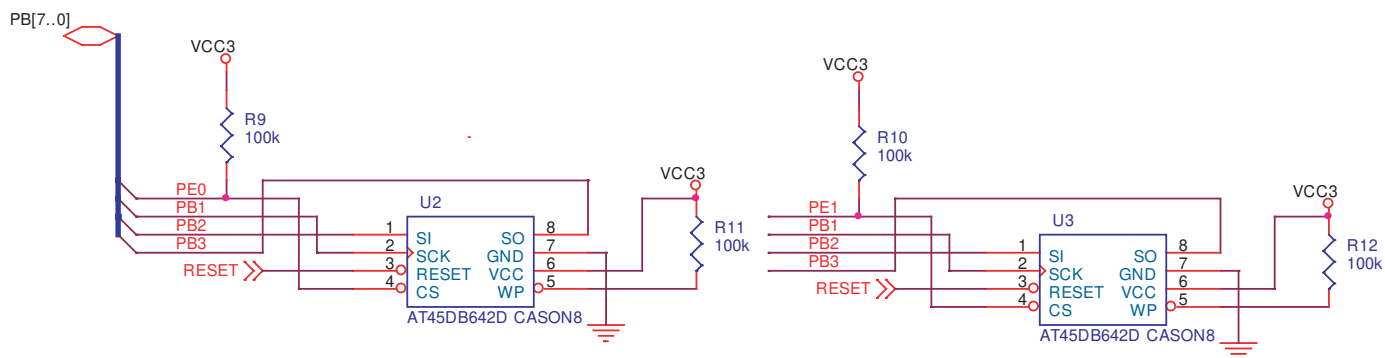 PB[7..0]
VCC3
R9
100k
PE0
PB1
PB2
PB3
RESET
U2
1
2
3
4
SI
SCK
RESET
CS
SO
GND
VCC
WP
8
7
6
5
AT45DB642D CASON8
VCC3
R11
100k
VCC3
R10
100k
PE1
PB1
PB2
PB3
RESET
U3
1
2
3
4
SI
SCK
RESET
CS
SO
GND
VCC
WP
8
7
6
5
AT45DB642D CASON8
VCC3
R12
100k